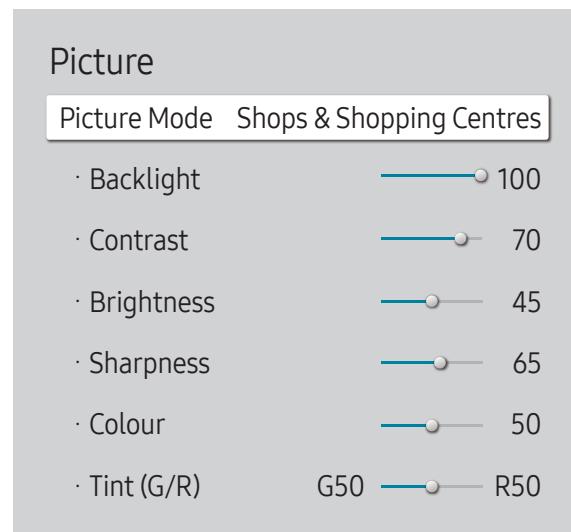 Picture
Picture Mode Shops & Shopping Centres
· Backlight 100
· Contrast 70
· Brightness 45
· Sharpness 65
· Colour 50
· Tint (G/R) G50 R50